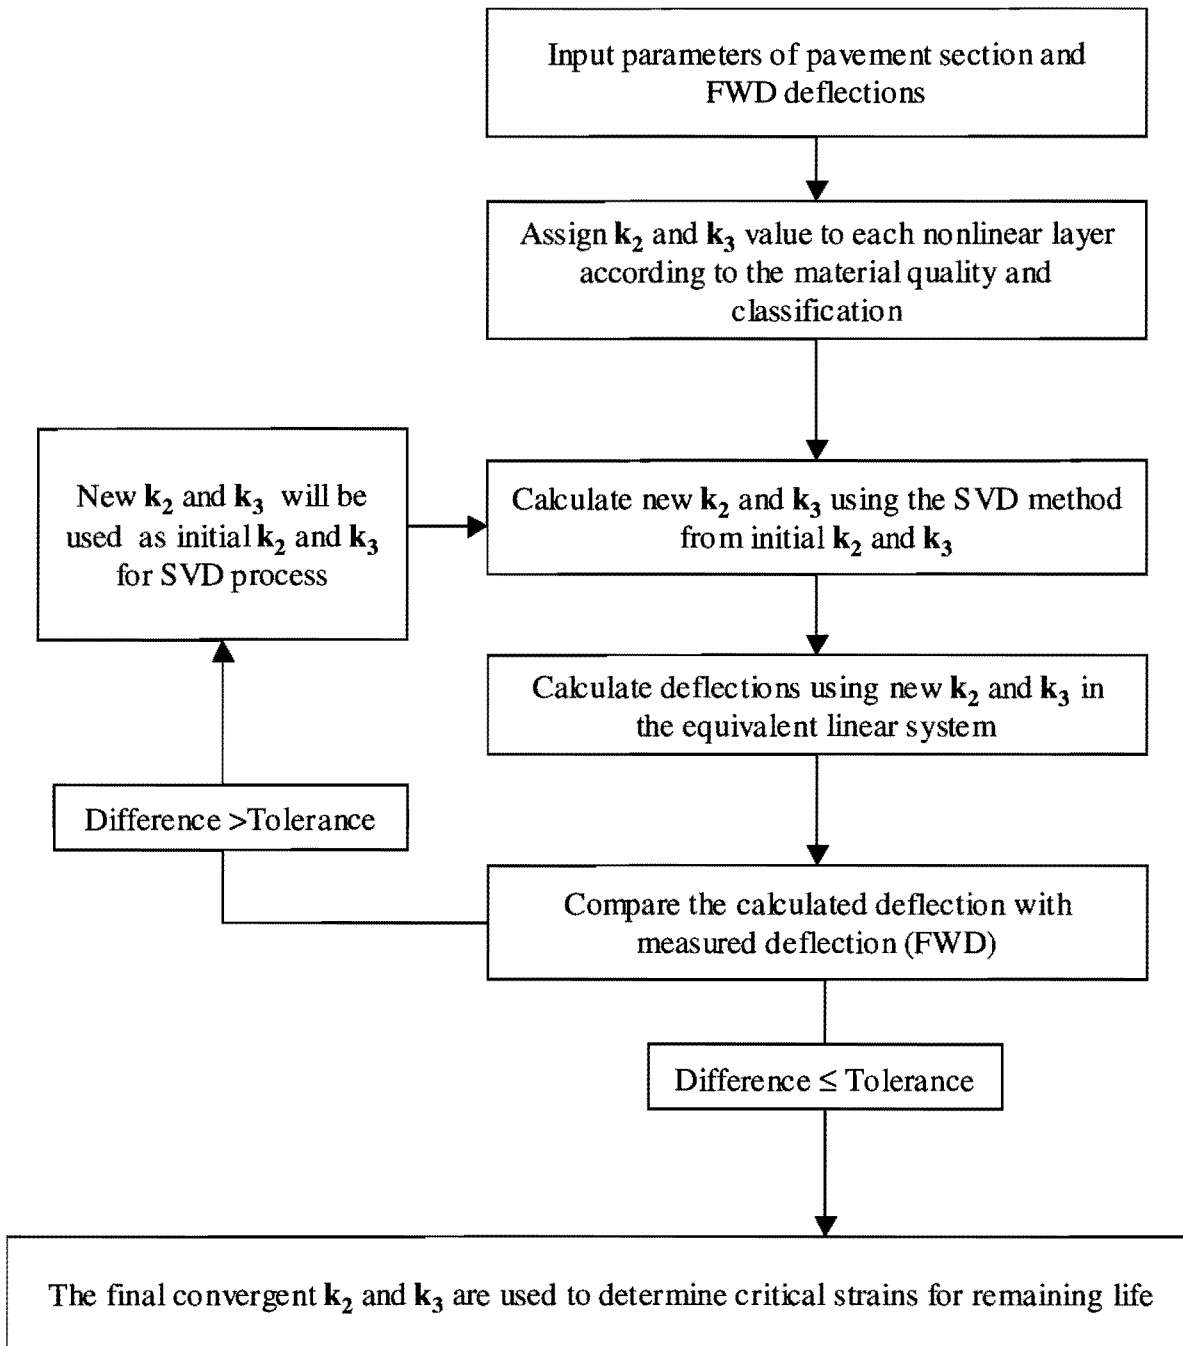 Input parameters of pavement section and
FWD deflections
Assign k₂ and k₃ value to each nonlinear layer
according to the material quality and
classification
New k₂ and k₃ will be
used as initial k₂ and k₃
for SVD process
Calculate new k₂ and k₃ using the SVD method
from initial k₂ and k₃
Calculate deflections using new k₂ and k₃ in
the equivalent linear system
Difference >Tolerance
Compare the calculated deflection with
measured deflection (FWD)
Difference ≤ Tolerance
The final convergent k₂ and k₃ are used to determine critical strains for remaining life